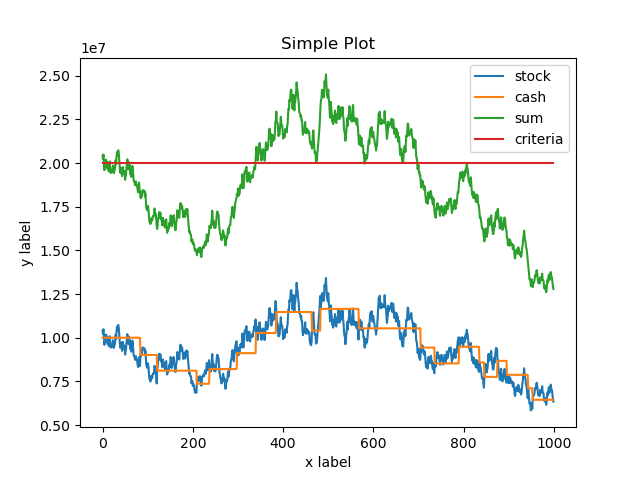 Simple Plot
1e7
2.50
2.25
2.00
1.75
1.50
1.25
1.00
0.75
0.50
y label
stock
cash
sum
criteria
0 200 400 600 800 1000
x label